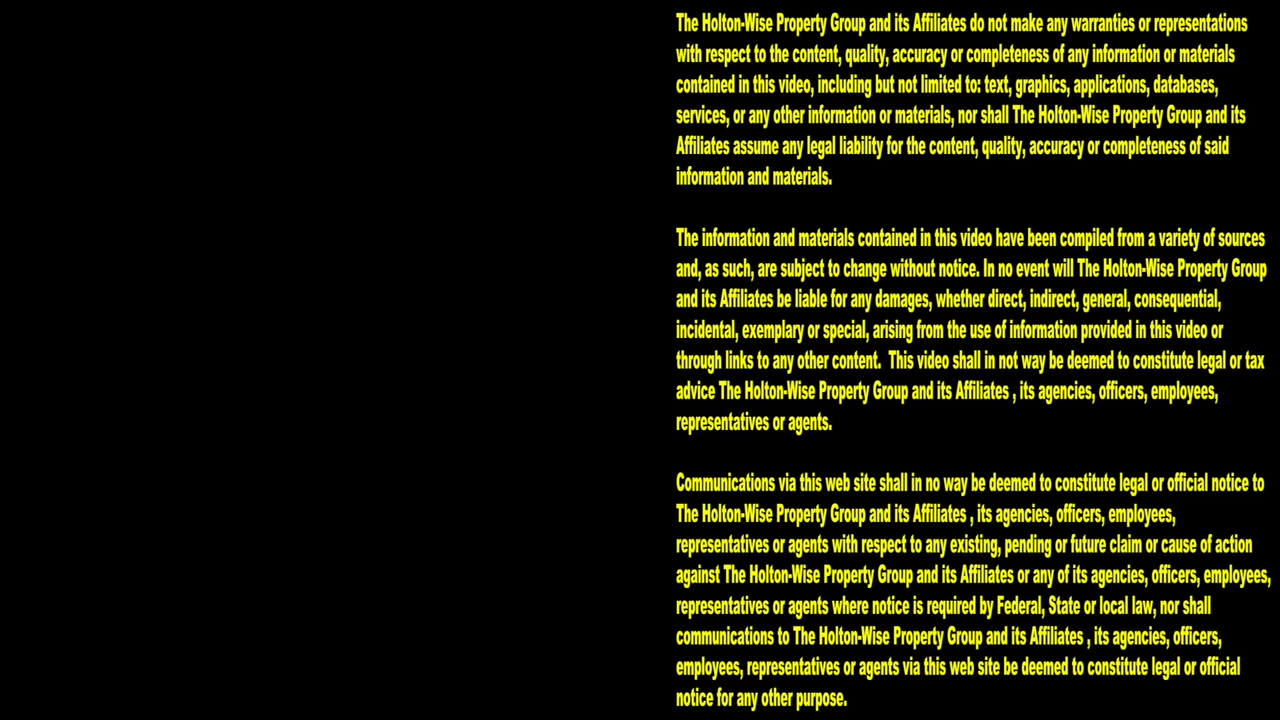 The Holton-Wise Property Group and its Affiliates do not make any warranties or representations
with respect to the content, quality, accuracy or completeness of any information or materials
contained in this video, including but not limited to: text, graphics, applications, databases,
services, or any other information or materials, nor shall The Holton-Wise Property Group and its
Affiliates assume any legal liability for the content, quality, accuracy or completeness of said
information and materials.
The information and materials contained in this video have been compiled from a variety of sources
and, as such, are subject to change without notice. In no event will The Holton-Wise Property Group
and its Affiliates be liable for any damages, whether direct, indirect, general, consequential,
incidental, exemplary or special, arising from the use of information provided in this video or
through links to any other content.  This video shall in not way be deemed to constitute legal or tax
advice The Holton-Wise Property Group and its Affiliates , its agencies, officers, employees,
representatives or agents.
Communications via this web site shall in no way be deemed to constitute legal or official notice to
The Holton-Wise Property Group and its Affiliates , its agencies, officers, employees,
representatives or agents with respect to any existing, pending or future claim or cause of action
against The Holton-Wise Property Group and its Affiliates or any of its agencies, officers, employees,
representatives or agents where notice is required by Federal, State or local law, nor shall
communications to The Holton-Wise Property Group and its Affiliates , its agencies, officers,
employees, representatives or agents via this web site be deemed to constitute legal or official
notice for any other purpose.